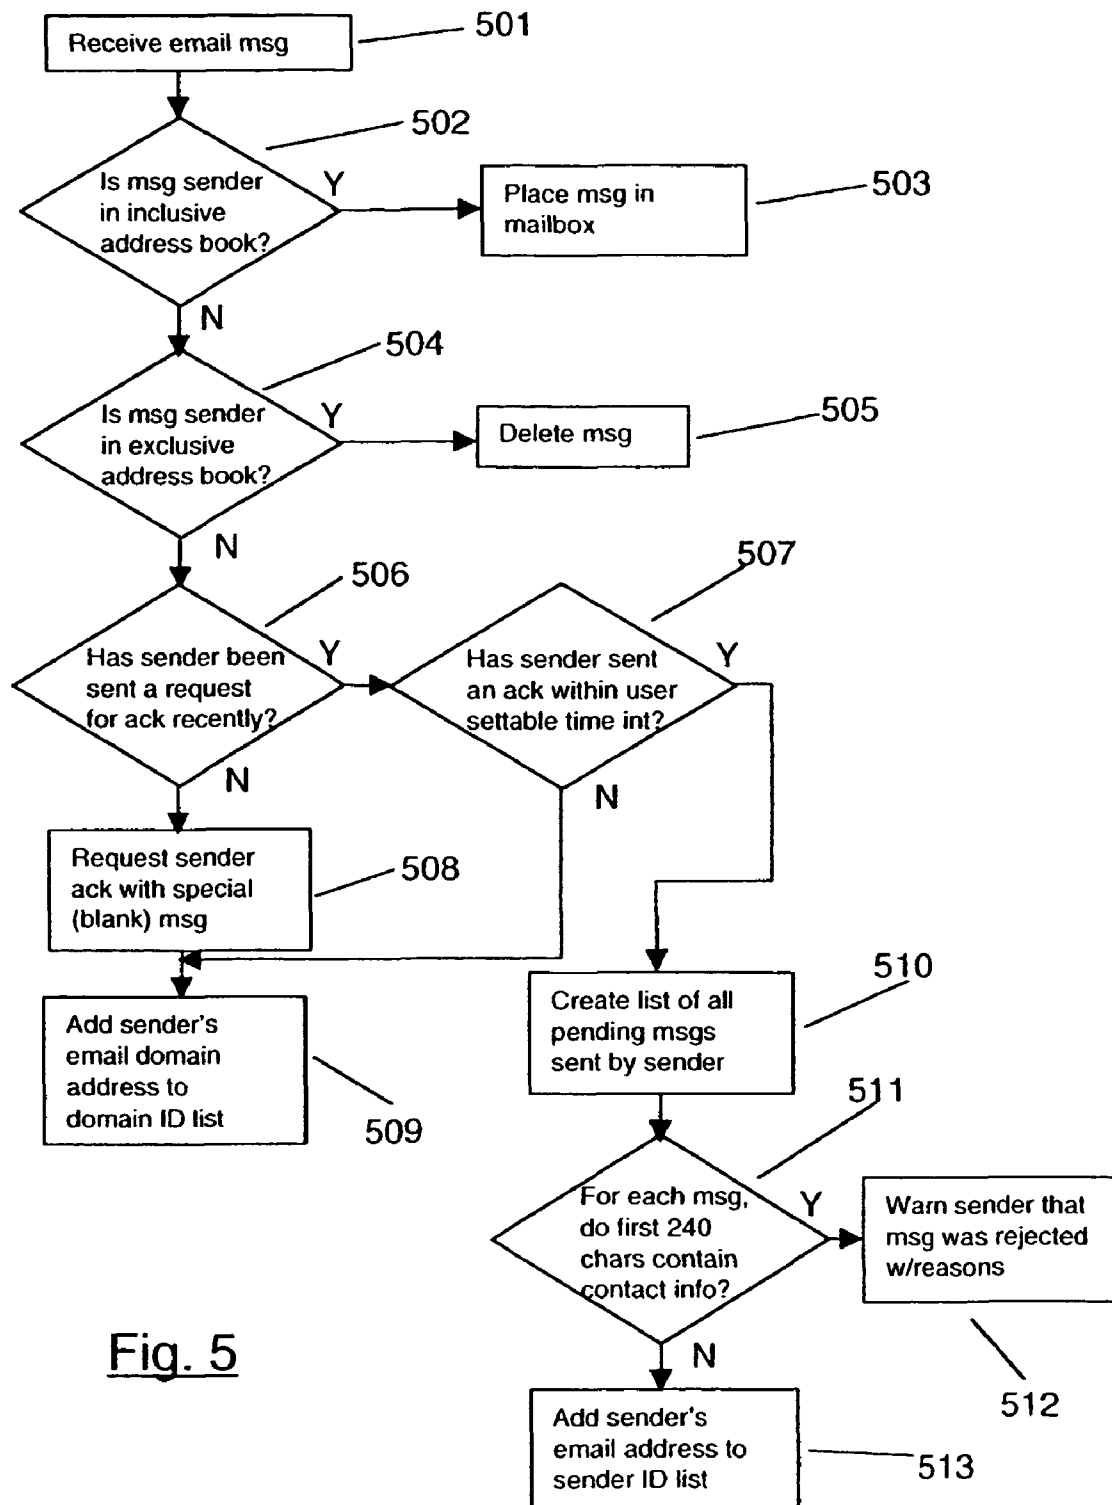 Receive email msg
501
502
Is msg sender
in inclusive
address book?
Y
Place msg in
mailbox
503
N
504
Is msg sender
in exclusive
address book?
Y
Delete msg
505
N
506
507
Has sender been
sent a request
for ack recently?
Y
Has sender sent
an ack within user
settable time int?
Y
N
N
Request sender
ack with special
(blank) msg
508
Add sender's
email domain
address to
domain ID list
509
510
Create list of all
pending msgs
sent by sender
511
For each msg,
do first 240
chars contain
contact info?
Y
Warn sender that
msg was rejected
w/reasons
512
N
Add sender's
email address to
sender ID list
513
Fig. 5